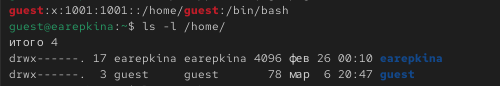 guest:x:1001:1001::/home/guest:/bin/bash
guest@earepkina:~$ ls -l /home/
итого 4
drwx------. 17 earepkina earepkina 4096 фев 26 00:10 earepkina
drwx------.  3 guest     guest       78 мар  6 20:47 guest